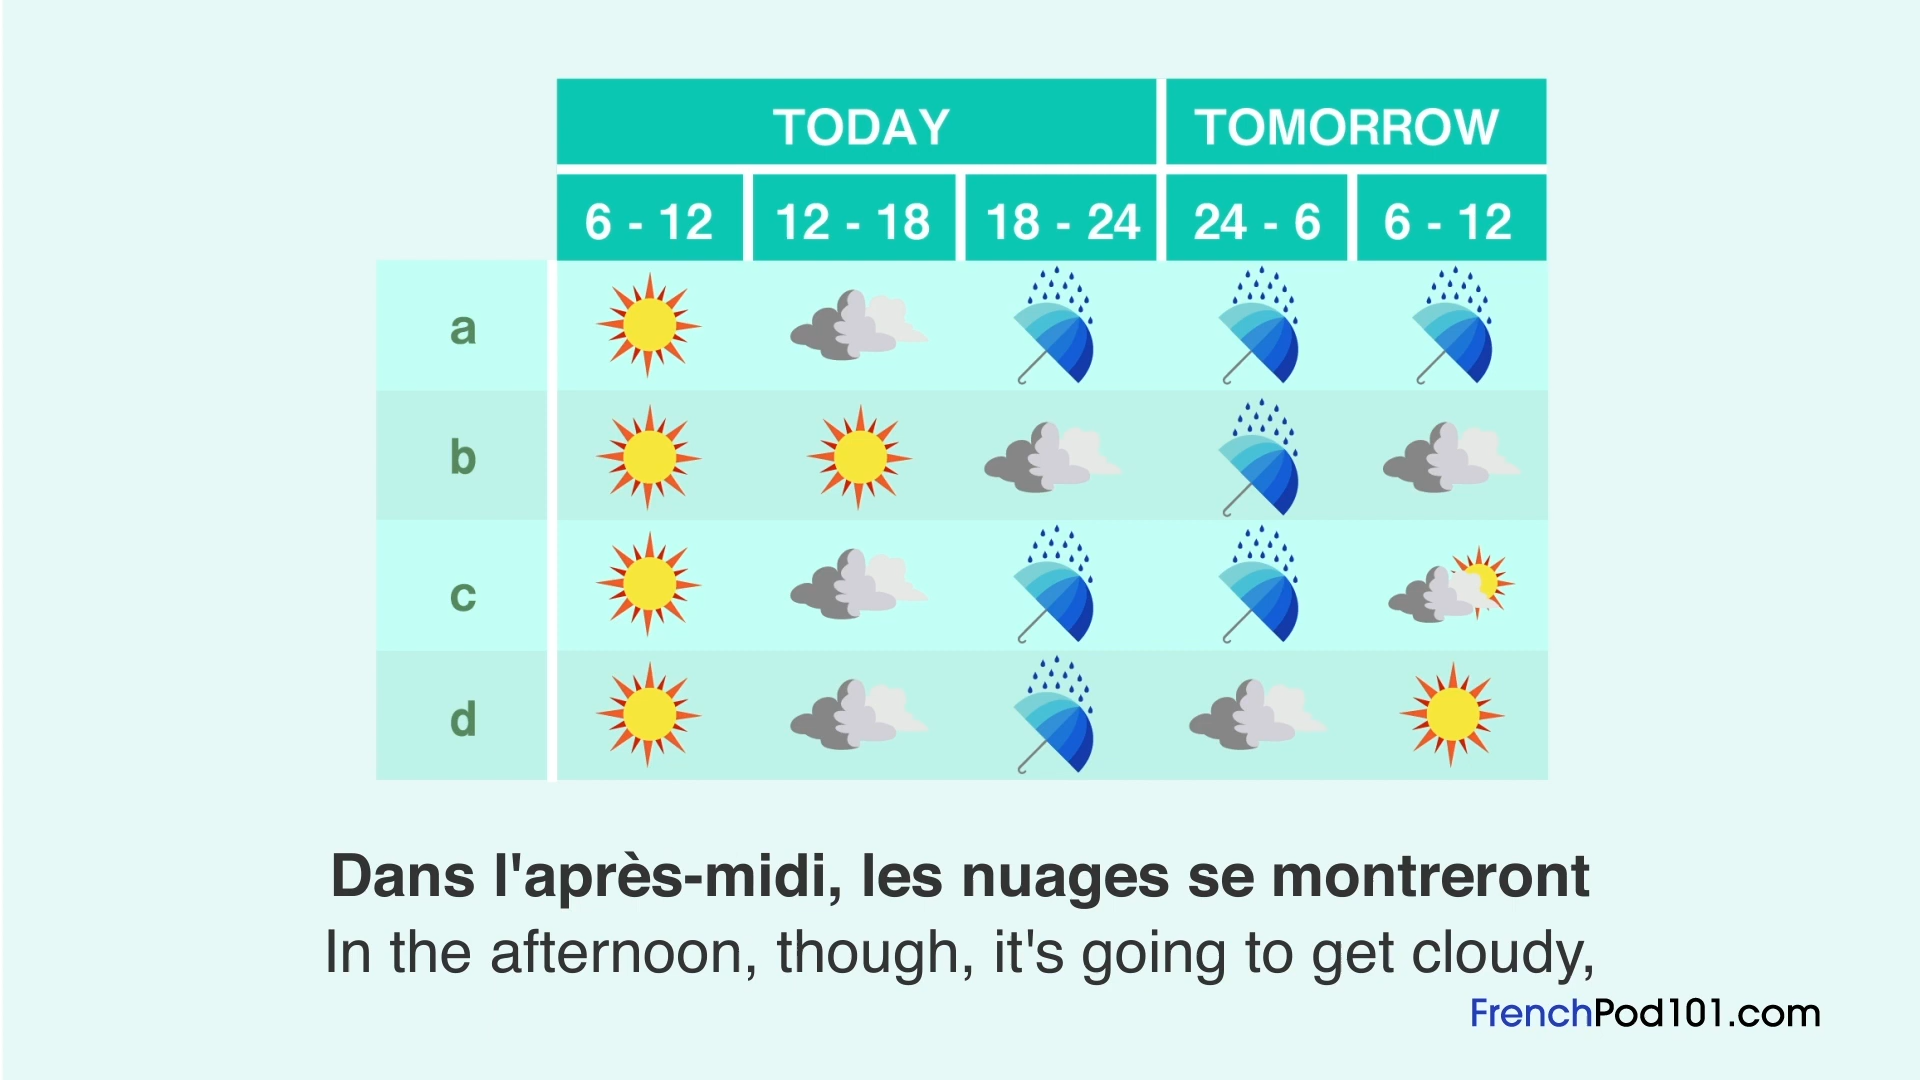 TODAY TOMORROW
6 - 12 12 - 18 18 - 24 24 - 6 6 - 12
a
b
c
d
Dans l'après-midi, les nuages se montreront
In the afternoon, though, it's going to get cloudy,
FrenchPod101.com